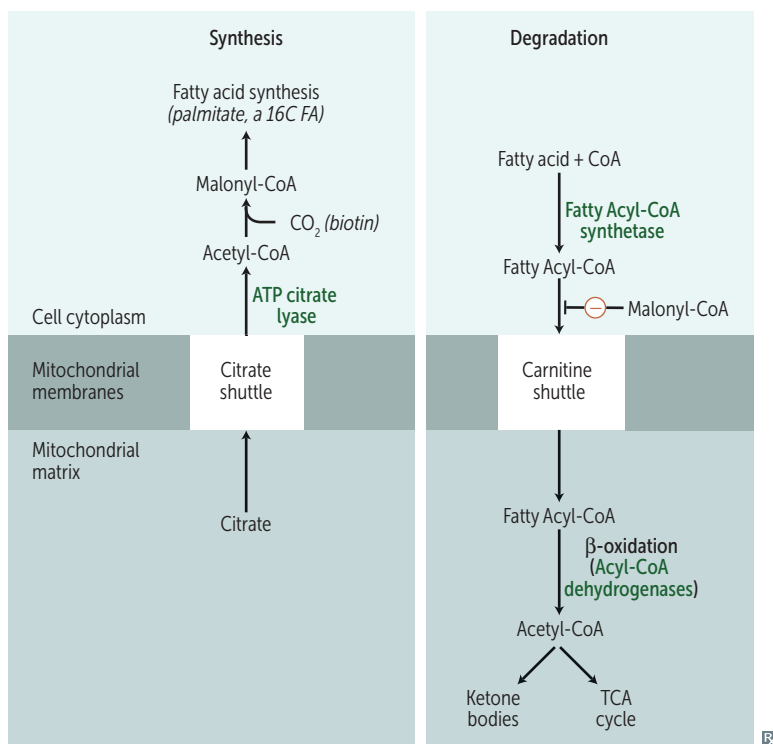 Synthesis
Fatty acid synthesis
(palmitate, a 16C FA)
Malonyl-CoA
CO2 (biotin)
Acetyl-CoA
ATP citrate
lyase
Cell cytoplasm
Mitochondrial
membranes
Citrate
shuttle
Mitochondrial
matrix
Citrate
Degradation
Fatty acid + CoA
Fatty Acyl-CoA
synthetase
Fatty Acyl-CoA
−
Malonyl-CoA
Carnitine
shuttle
Fatty Acyl-CoA
β-oxidation
(Acyl-CoA
dehydrogenases)
Acetyl-CoA
Ketone
bodies
TCA
cycle